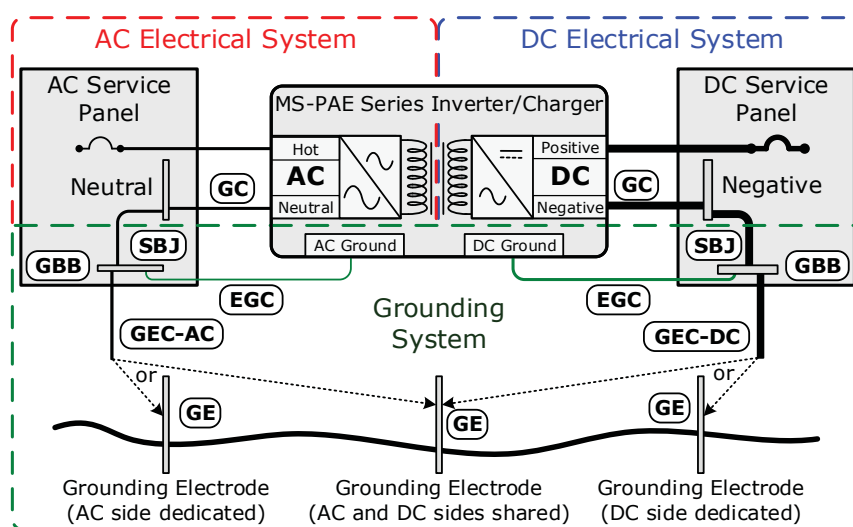 AC Electrical System
DC Electrical System
AC Service
Panel
MS-PAE Series Inverter/Charger
DC Service
Panel
Hot
AC
Neutral
Positive
DC
Negative
Neutral
GC
GC
Negative
SBJ
SBJ
GBB
AC Ground
DC Ground
GBB
EGC
EGC
Grounding
System
GEC-AC
GEC-DC
or
or
GE
GE
GE
Grounding Electrode
(AC side dedicated)
Grounding Electrode
(AC and DC sides shared)
Grounding Electrode
(DC side dedicated)